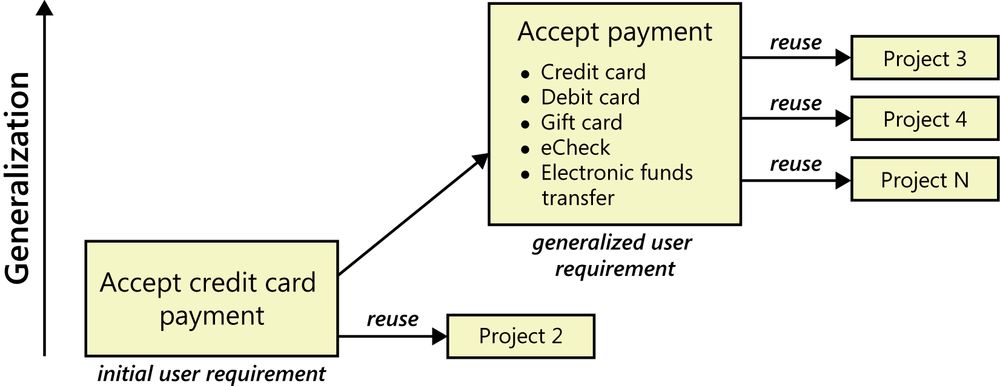 Generalization
Accept payment
• Credit card
• Debit card
• Gift card
• eCheck
• Electronic funds
transfer
generalized user
requirement
reuse
Project 3
reuse
Project 4
reuse
Project N
Accept credit card
payment
initial user requirement
reuse
Project 2